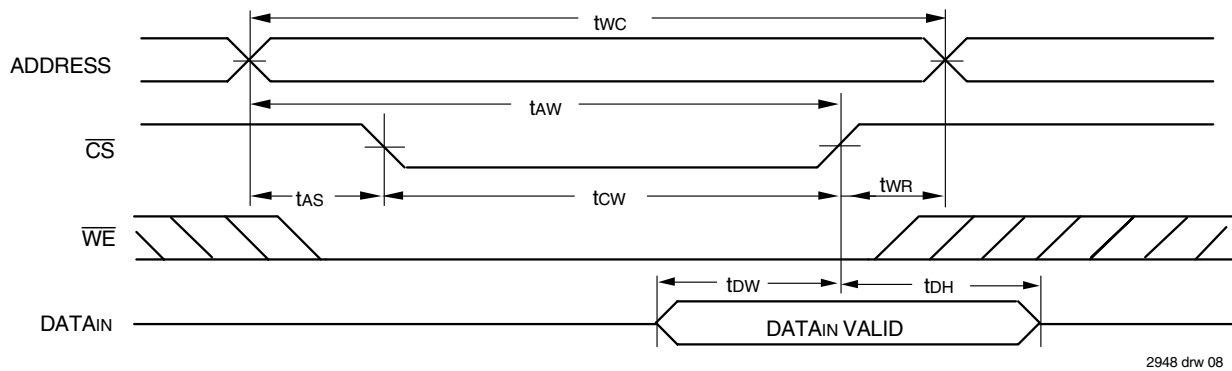 tWC
ADDRESS
tAW
CS
tAS
tCW
tWR
WE
tDW
tDH
DATAIN
DATAIN VALID
2948 drw 08